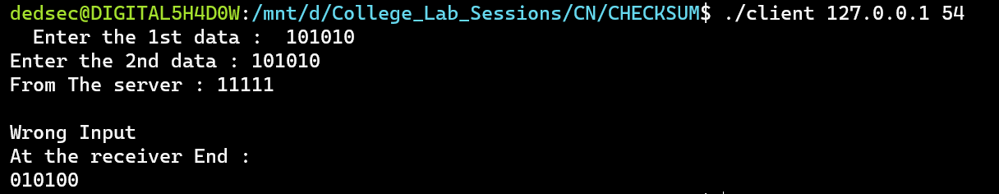 dedsec@DIGITAL5H4D0W:/mnt/d/College_Lab_Sessions/CN/CHECKSUM$ ./client 127.0.0.1 54
  Enter the 1st data :  101010
Enter the 2nd data : 101010
From The server : 11111

Wrong Input
At the receiver End :
010100